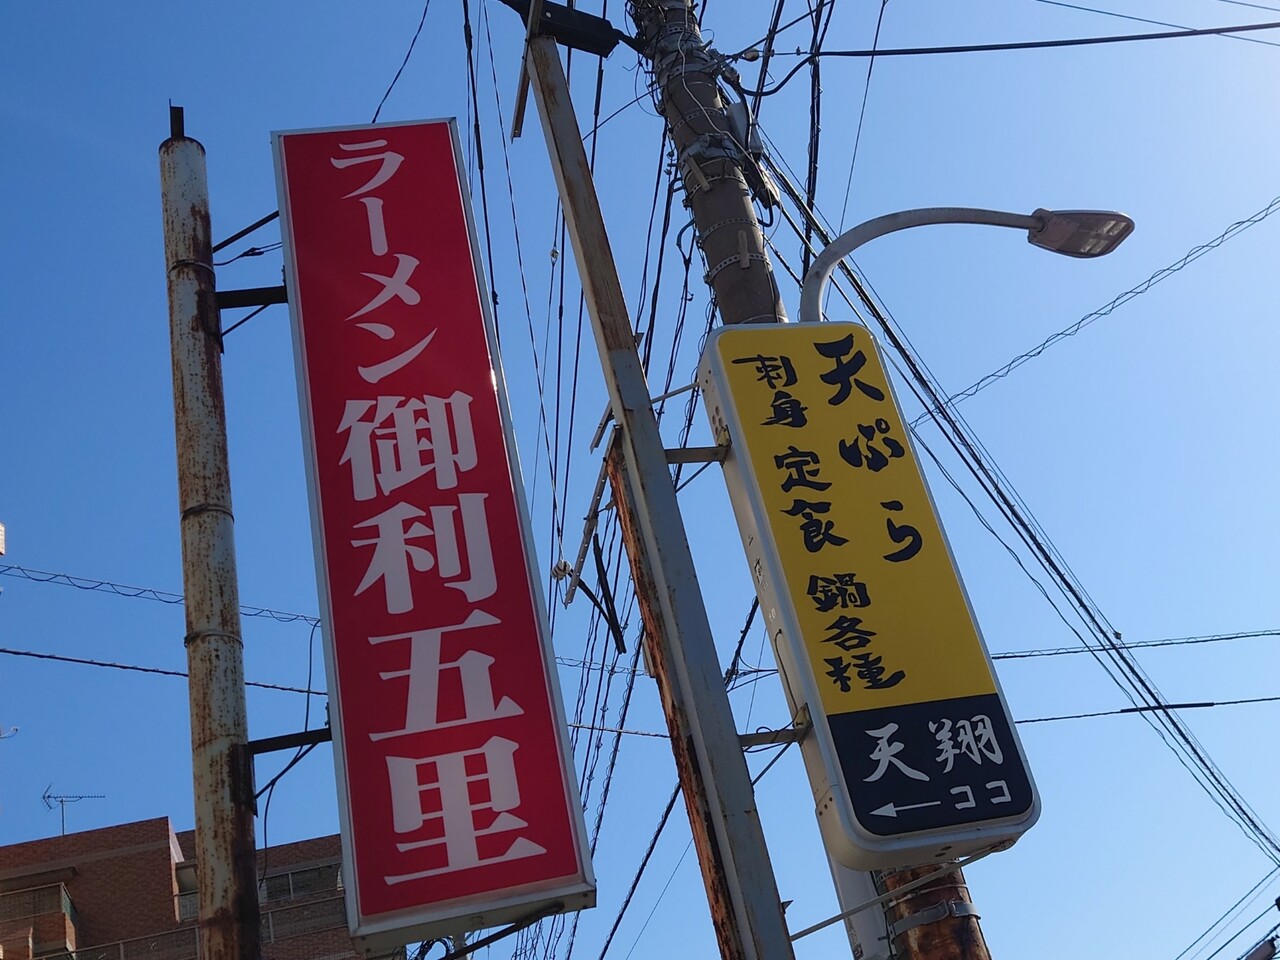 ラーメン御利五里
天ぷら
刺身 定食 鍋各種
天翔
←ココ